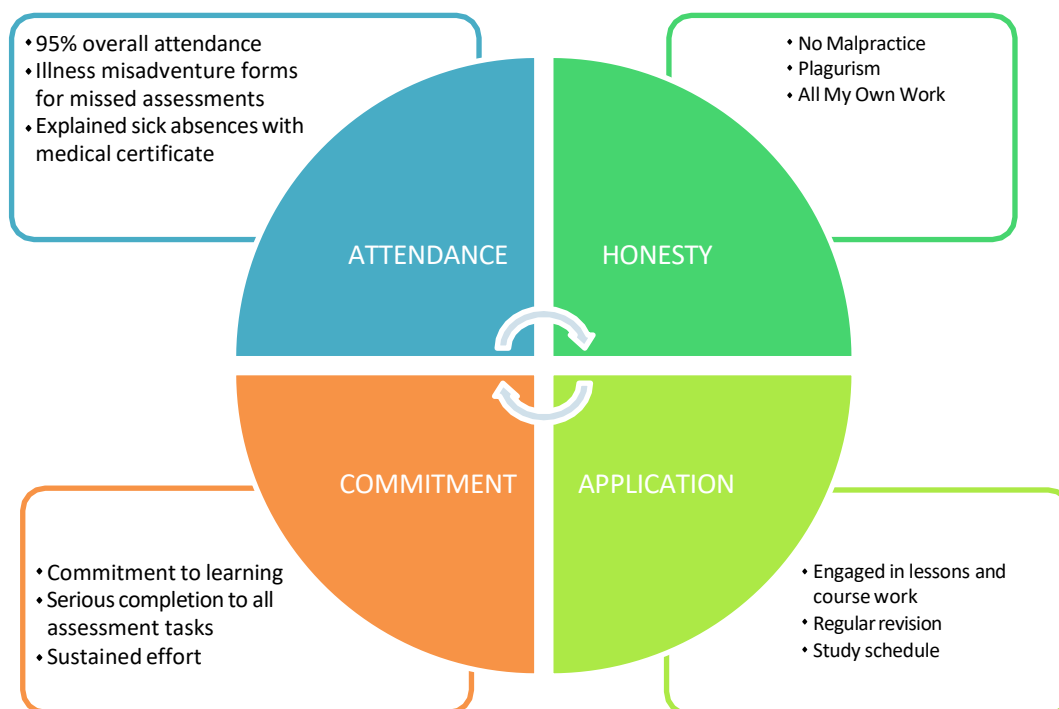 95% overall attendance
Illness misadventure forms
for missed assessments
Explained sick absences with
medical certificate
No Malpractice
Plagurism
All My Own Work
ATTENDANCE
HONESTY
COMMITMENT
APPLICATION
Commitment to learning
Serious completion to all
assessment tasks
Sustained effort
Engaged in lessons and
course work
Regular revision
Study schedule